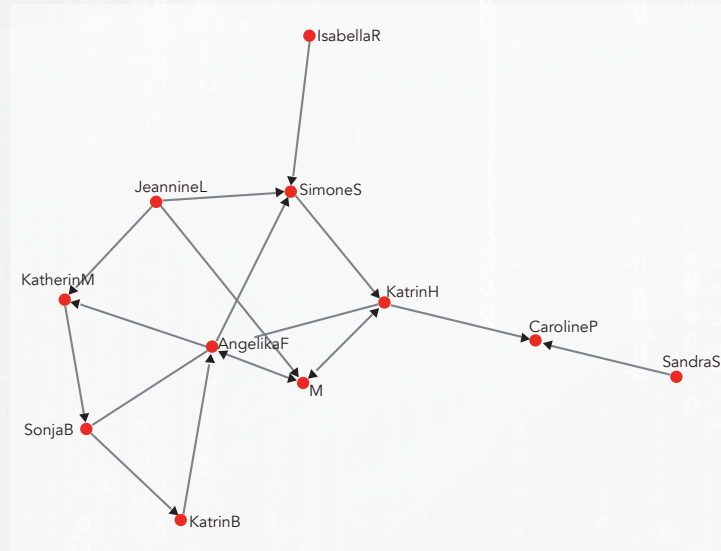 IsabellaR
JeannineL
SimoneS
KatherinM
KatrinH
CarolineP
AngelikaF
SandraS
M
SonjaB
KatrinB